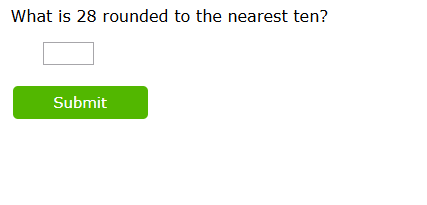 What is 28 rounded to the nearest ten?
Submit